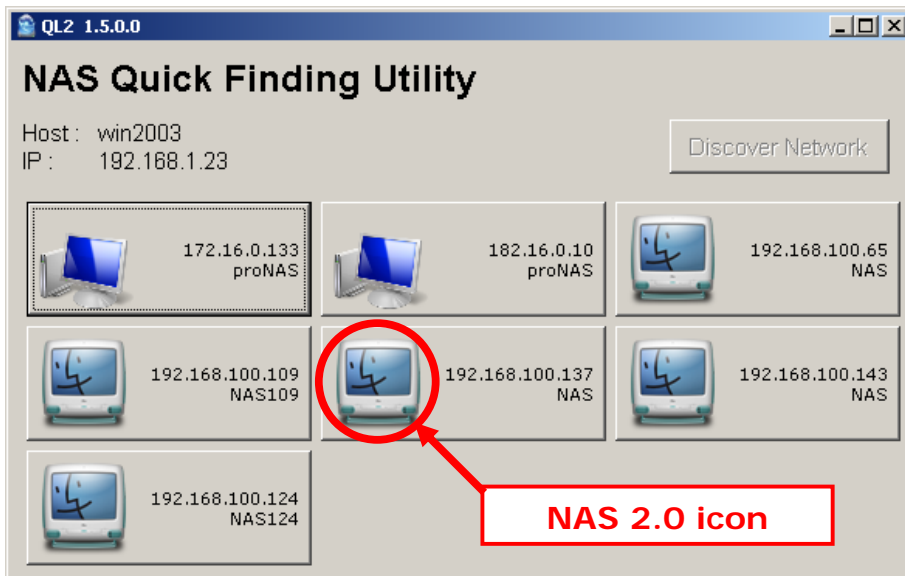 QL2 1.5.0.0
NAS Quick Finding Utility
Host : win2003
IP : 192.168.1.23
Discover Network
172.16.0.133
proNAS
182.16.0.10
proNAS
192.168.100.65
NAS
192.168.100.109
NAS109
192.168.100.137
NAS
192.168.100.143
NAS
192.168.100.124
NAS124
NAS 2.0 icon